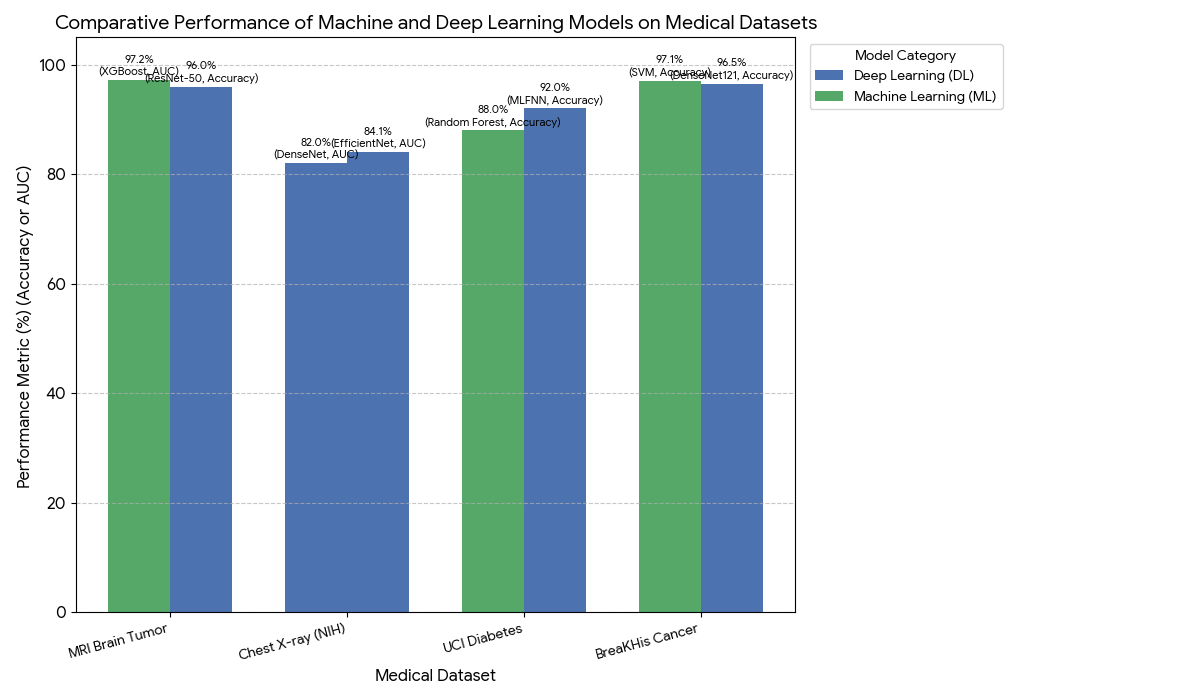 Comparative Performance of Machine and Deep Learning Models on Medical Datasets
Performance Metric (%) (Accuracy or AUC)
100
80
60
40
20
0
97.2%
(XGBoost, AUC)
96.0%
(ResNet-50, Accuracy)
82.0%
(DenseNet, AUC)
84.1%
(EfficientNet, AUC)
88.0%
(Random Forest, Accuracy)
92.0%
(MLFNN, Accuracy)
97.1%
(SVM, Accuracy)
96.5%
(DenseNet121, Accuracy)
MRI Brain Tumor
Chest X-ray (NIH)
UCI Diabetes
BreaKHis Cancer
Medical Dataset
Model Category
Deep Learning (DL)
Machine Learning (ML)